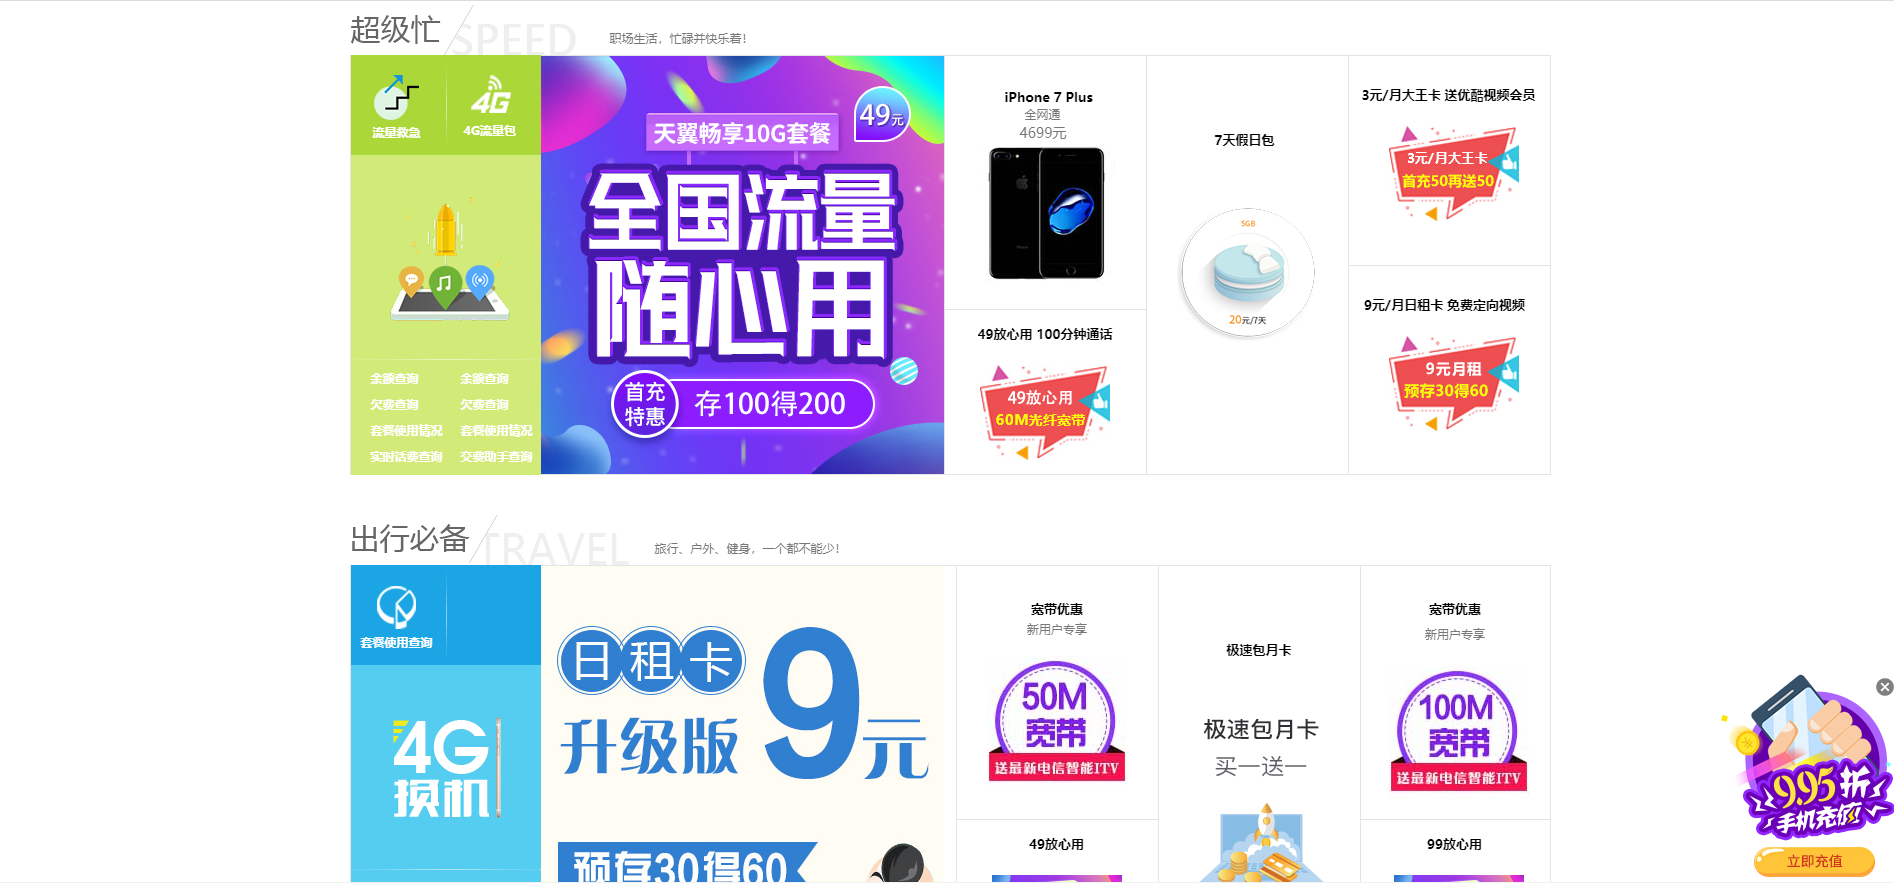 超级忙
SPEED
职场生活，忙碌并快乐着！
流量救急
4G
4G流量包
余额查询
余额查询
欠费查询
欠费查询
套餐使用情况
套餐使用情况
实时话费查询
交费助手查询
天翼畅享10G套餐
49元
全国流量
随心用
首充
特惠
存100得200
iPhone 7 Plus
全网通
4699元
49放心用 100分钟通话
49放心用
60M光纤宽带
7天假日包
5GB
20元/7天
3元/月大王卡 送优酷视频会员
3元/月大王卡
首充50再送50
9元/月日租卡 免费定向视频
9元月租
预存30得60
出行必备
TRAVEL
旅行、户外、健身，一个都不能少！
套餐使用查询
4G
换机
日租卡
升级版
9元
预存30得60
宽带优惠
新用户专享
50M
宽带
送最新电信智能ITV
49放心用
极速包月卡
极速包月卡
买一送一
宽带优惠
新用户专享
100M
宽带
送最新电信智能ITV
99放心用
9.95折
手机充值
立即充值